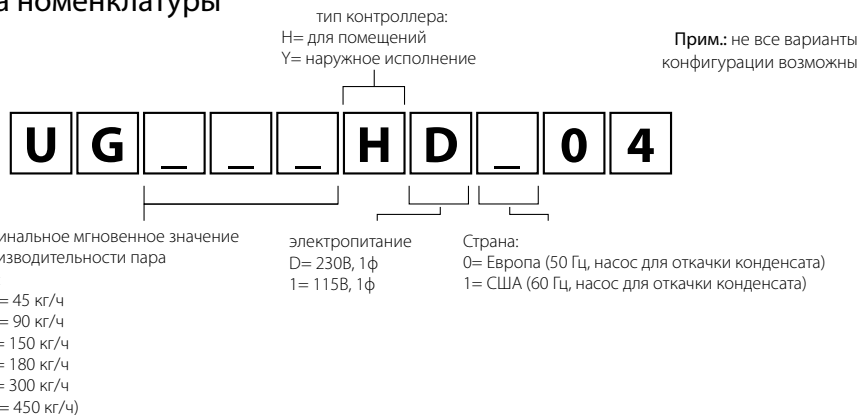 а номенклатуры
тип контроллера:
H= для помещений
Y= наружное исполнение
Прим.: не все варианты
конфигурации возможны
U G _ _ _ H D _ 0 4
инальное мгновенное значение
изводительности пара
= 45 кг/ч
= 90 кг/ч
= 150 кг/ч
= 180 кг/ч
= 300 кг/ч
= 450 кг/ч)
электропитание
D= 230В, 1ф
1= 115В, 1ф
Страна:
0= Европа (50 Гц, насос для откачки конденсата)
1= США (60 Гц, насос для откачки конденсата)